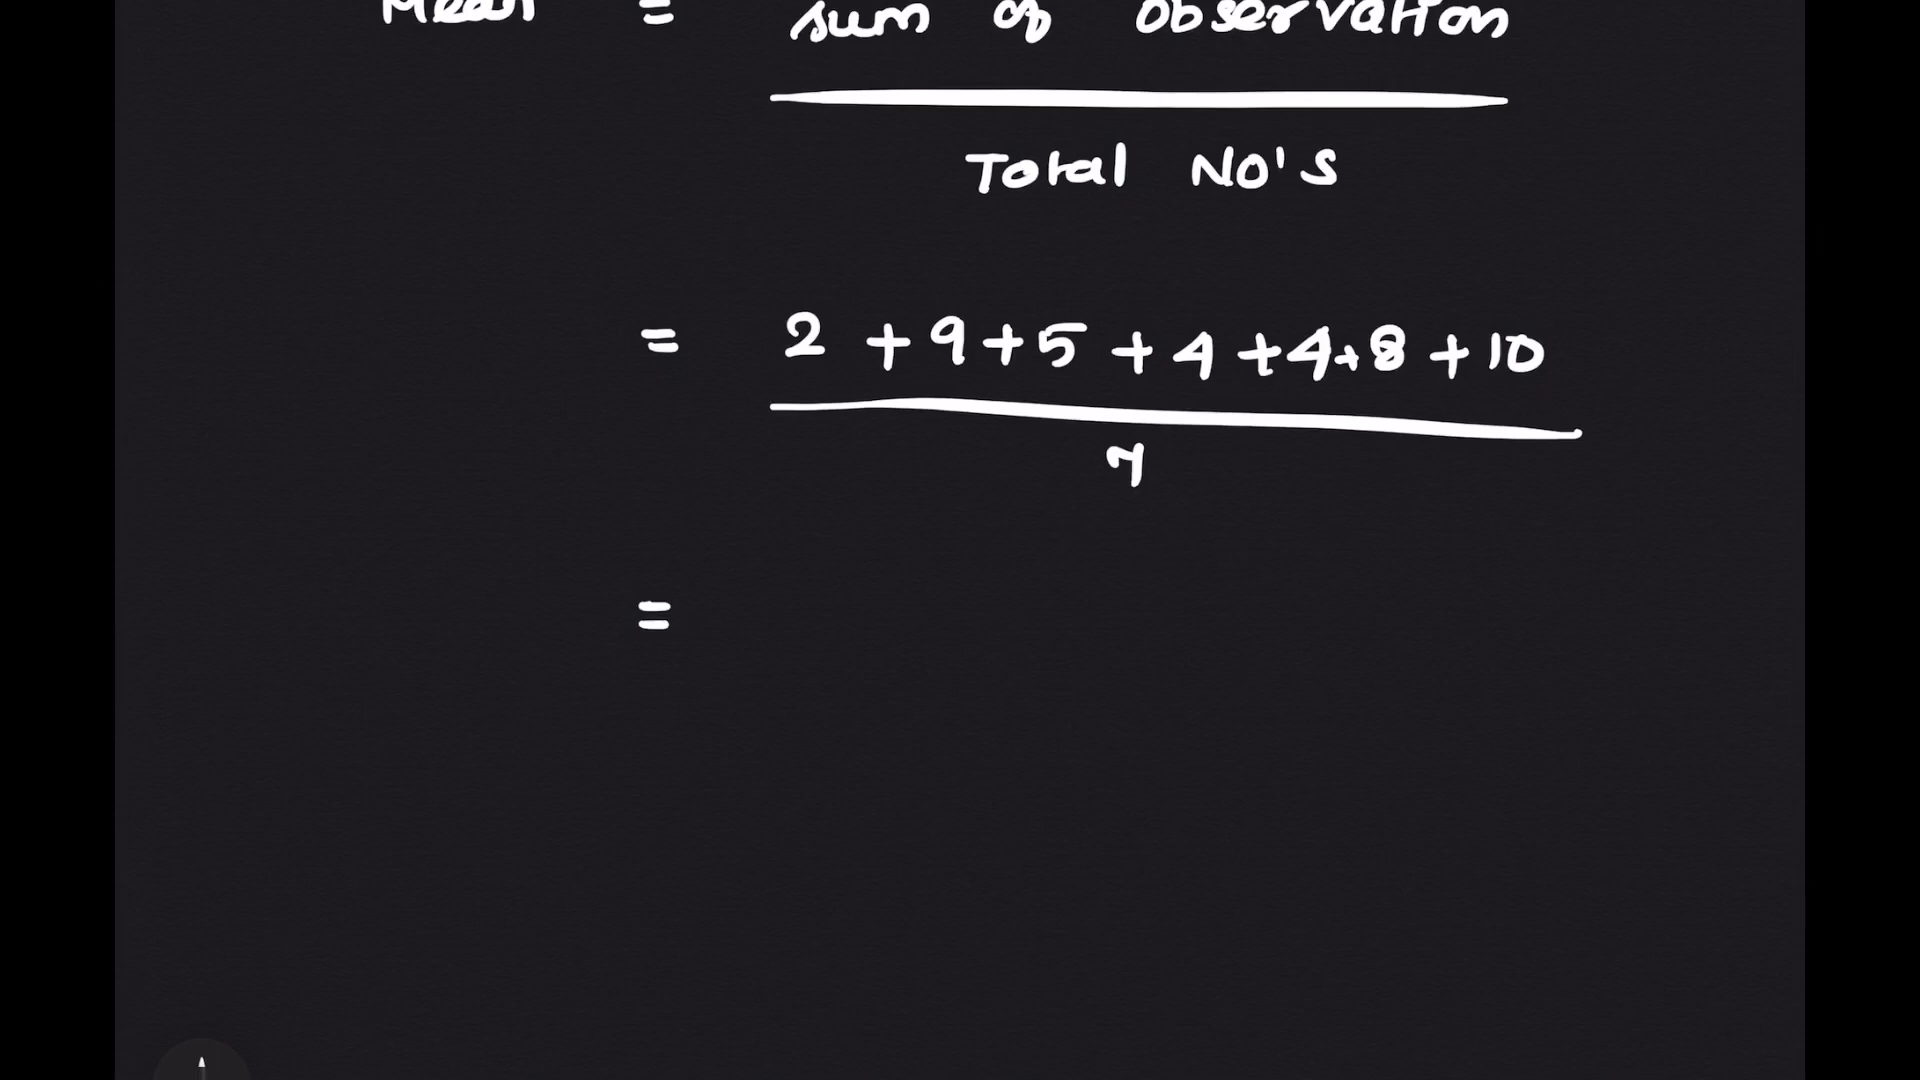 Mean = sum of observation
Total NO'S
= 2 + 9 + 5 + 4 + 4 + 8 + 10
7
=